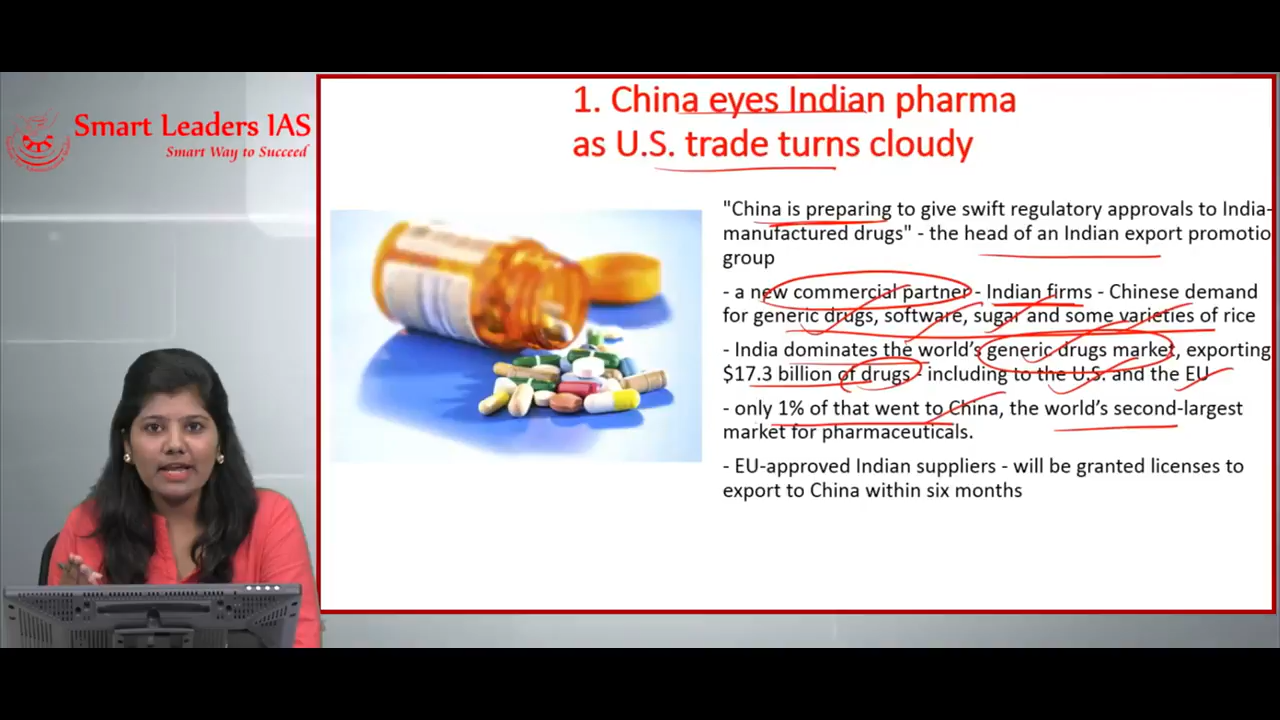 Smart Leaders IAS
Smart Way to Succeed
1. China eyes Indian pharma
as U.S. trade turns cloudy
"China is preparing to give swift regulatory approvals to India-
manufactured drugs" - the head of an Indian export promotio
group
- a new commercial partner - Indian firms - Chinese demand
for generic drugs, software, sugar and some varieties of rice
- India dominates the world's generic drugs market, exporting
$17.3 billion of drugs - including to the U.S. and the EU
- only 1% of that went to China, the world's second-largest
market for pharmaceuticals.
- EU-approved Indian suppliers - will be granted licenses to
export to China within six months